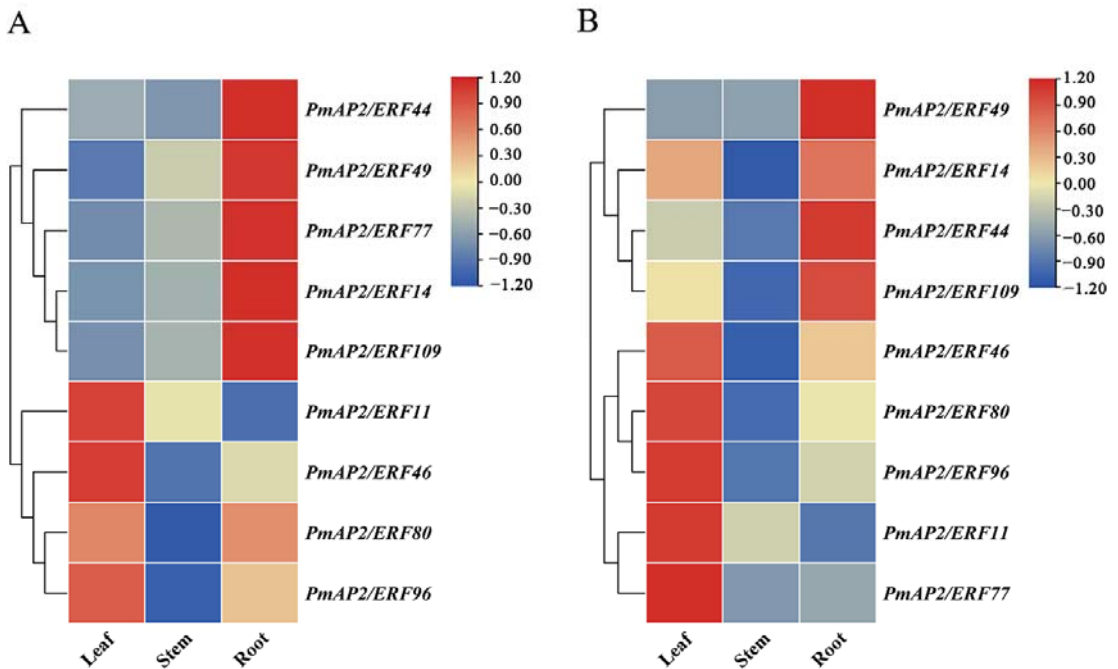 A
1.20
0.90
0.60
0.30
0.00
−0.30
−0.60
−0.90
−1.20
PmAP2/ERF44
PmAP2/ERF49
PmAP2/ERF77
PmAP2/ERF14
PmAP2/ERF109
PmAP2/ERF11
PmAP2/ERF46
PmAP2/ERF80
PmAP2/ERF96
Leaf Stem Root
B
1.20
0.90
0.60
0.30
0.00
−0.30
−0.60
−0.90
−1.20
PmAP2/ERF49
PmAP2/ERF14
PmAP2/ERF44
PmAP2/ERF109
PmAP2/ERF46
PmAP2/ERF80
PmAP2/ERF96
PmAP2/ERF11
PmAP2/ERF77
Leaf Stem Root